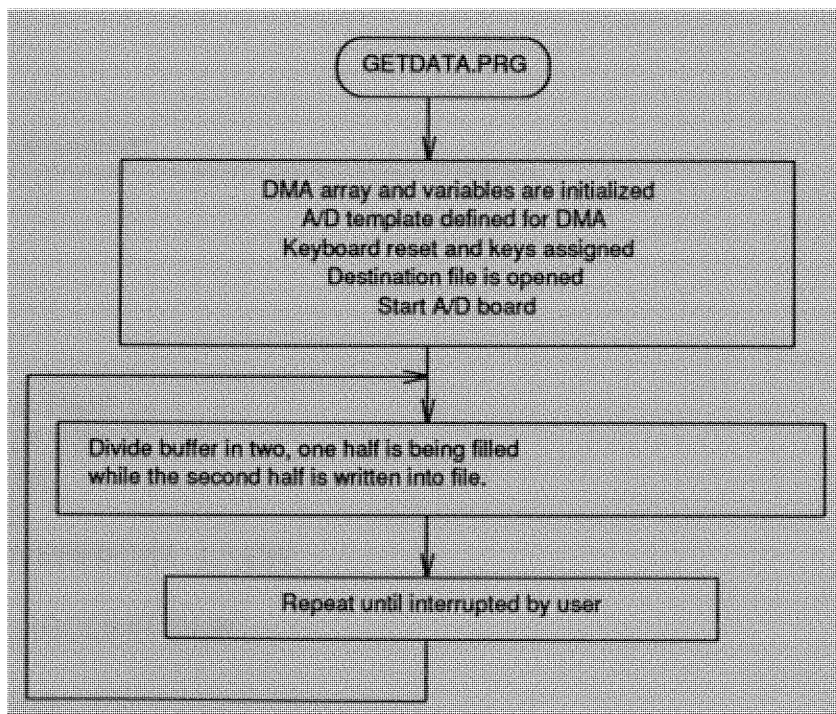 GETDATA.PRG
DMA array and variables are initialized
A/D template defined for DMA
Keyboard reset and keys assigned
Destination file is opened
Start A/D board
Divide buffer in two, one half is being filled
while the second half is written into file.
Repeat until interrupted by user